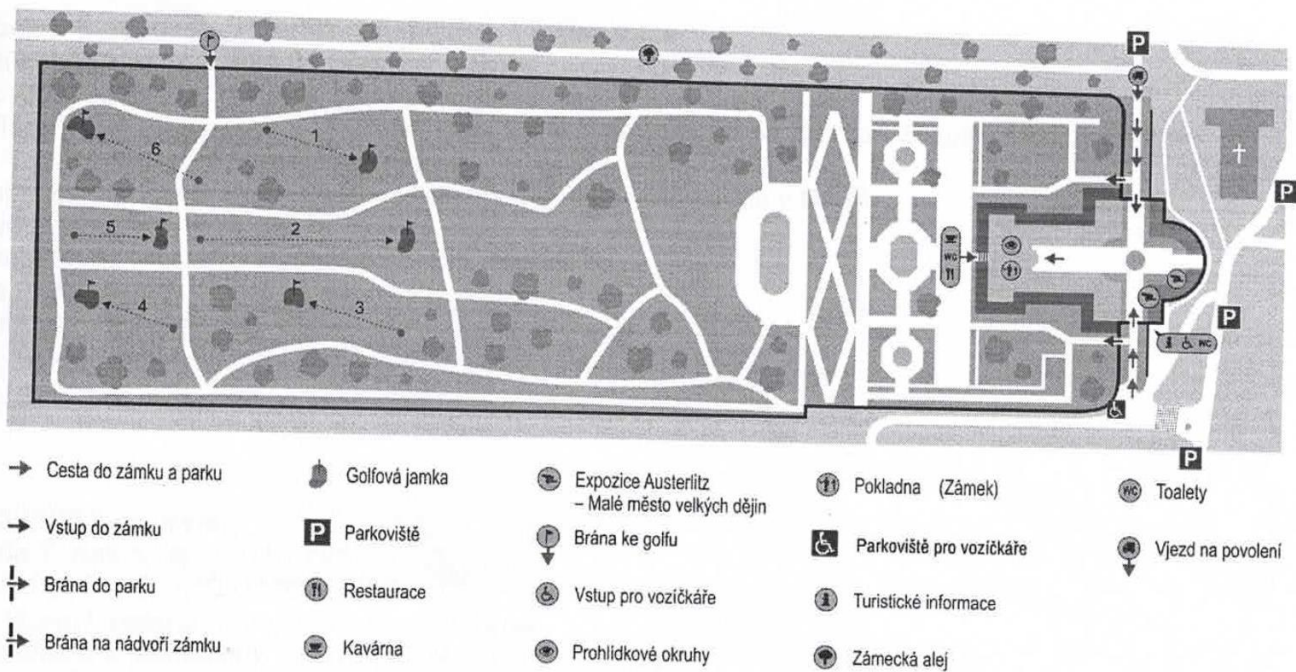 P
1
6
P
5
2
WC
4
3
P
WC
P
Cesta do zámku a parku
Vstup do zámku
Brána do parku
Brána na nádvoří zámku
Golfová jamka
P Parkoviště
Restaurace
Kavárna
Expozice Austerlitz
– Malé město velkých dějin
Brána ke golfu
Vstup pro vozíčkáře
Prohlídkové okruhy
Pokladna (Zámek)
Parkoviště pro vozíčkáře
i Turistické informace
Zámecká alej
WC Toalety
Vjezd na povolení